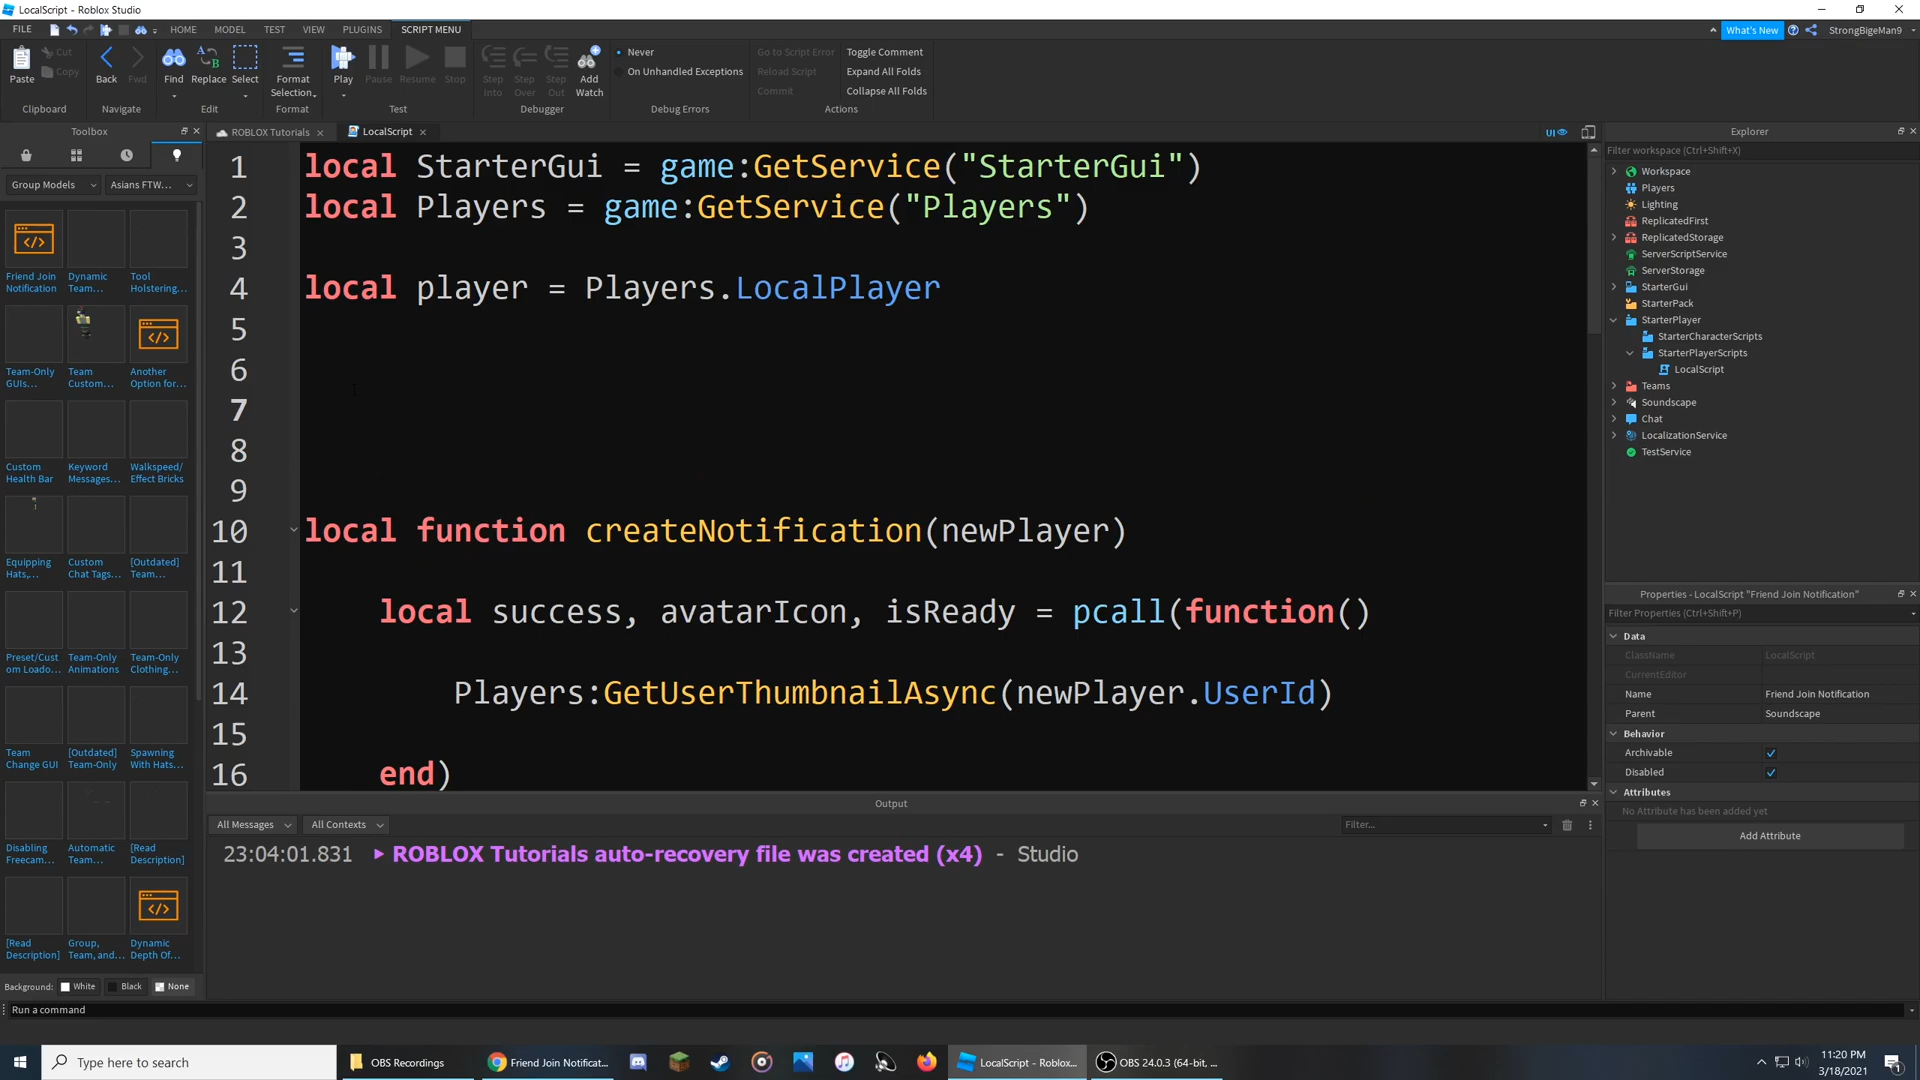 LocalScript - Roblox Studio
FILE HOME MODEL TEST VIEW PLUGINS SCRIPT MENU What's New StrongBigeMan9
Paste Cut Copy Back Fwd Find Replace Select Format Selection... Play Pause Resume Stop Step Into Step Over Step Out Add Watch
Never
On Unhandled Exceptions
Go to Script Error
Reload Script
Commit
Toggle Comment
Expand All Folds
Collapse All Folds
Clipboard Navigate Edit Format Test Debugger Debug Errors Actions
Toolbox
Group Models Asians FTW...
Friend Join Notification
Dynamic Team...
Tool Holstering...
Team-Only GUIs...
Team Custom...
Another Option for...
Custom Health Bar
Keyword Messages...
Walkspeed/ Effect Bricks
Equipping Hats,...
Custom Chat Tags...
[Outdated] Team...
Preset/Cust om Loado...
Team-Only Animations
Team-Only Clothing...
Team Change GUI
[Outdated] Team-Only
Spawning With Hats...
Disabling Freecam...
Automatic Team...
[Read Description]
[Read Description]
Group, Team, and...
Dynamic Depth Of...
Background: White Black None
ROBLOX Tutorials LocalScript UI
1 local StarterGui = game:GetService("StarterGui")
2 local Players = game:GetService("Players")
3
4 local player = Players.LocalPlayer
5
6
7
8
9
10 local function createNotification(newPlayer)
11
12 local success, avatarIcon, isReady = pcall(function()
13
14 Players:GetUserThumbnailAsync(newPlayer.UserId)
15
16 end)
Output
All Messages All Contexts Filter...
23:04:01.831 ROBLOX Tutorials auto-recovery file was created (x4) - Studio
Explorer
Filter workspace (Ctrl+Shift+X)
Workspace
Players
Lighting
ReplicatedFirst
ReplicatedStorage
ServerScriptService
ServerStorage
StarterGui
StarterPack
StarterPlayer
StarterCharacterScripts
StarterPlayerScripts
LocalScript
Teams
Soundscape
Chat
LocalizationService
TestService
Properties - LocalScript "Friend Join Notification"
Filter Properties (Ctrl+Shift+P)
Data
ClassName LocalScript
CurrentEditor
Name Friend Join Notification
Parent Soundscape
Behavior
Archivable
Disabled
Attributes
No Attribute has been added yet
Add Attribute
Run a command
Type here to search
OBS Recordings
Friend Join Notificat...
LocalScript - Roblox...
OBS 24.0.3 (64-bit, ...
11:20 PM
3/18/2021
1